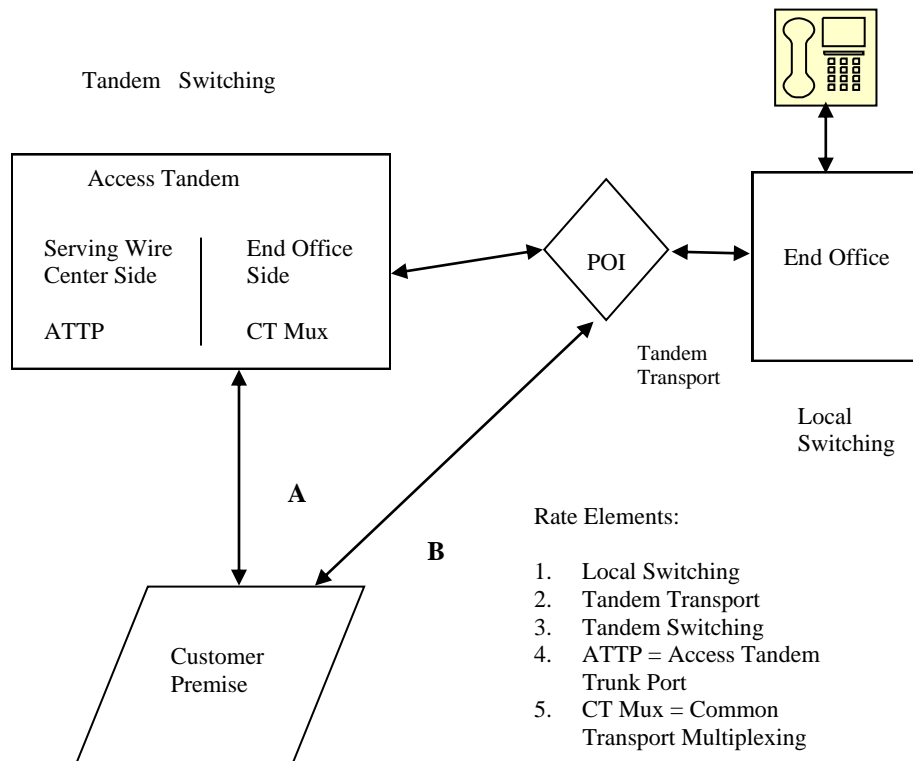 Tandem Switching
Access Tandem
Serving Wire
Center Side
ATTP
End Office
Side
CT Mux
POI
End Office
Tandem
Transport
Local
Switching
A
B
Customer
Premise
Rate Elements:
1. Local Switching
2. Tandem Transport
3. Tandem Switching
4. ATTP = Access Tandem
Trunk Port
5. CT Mux = Common
Transport Multiplexing